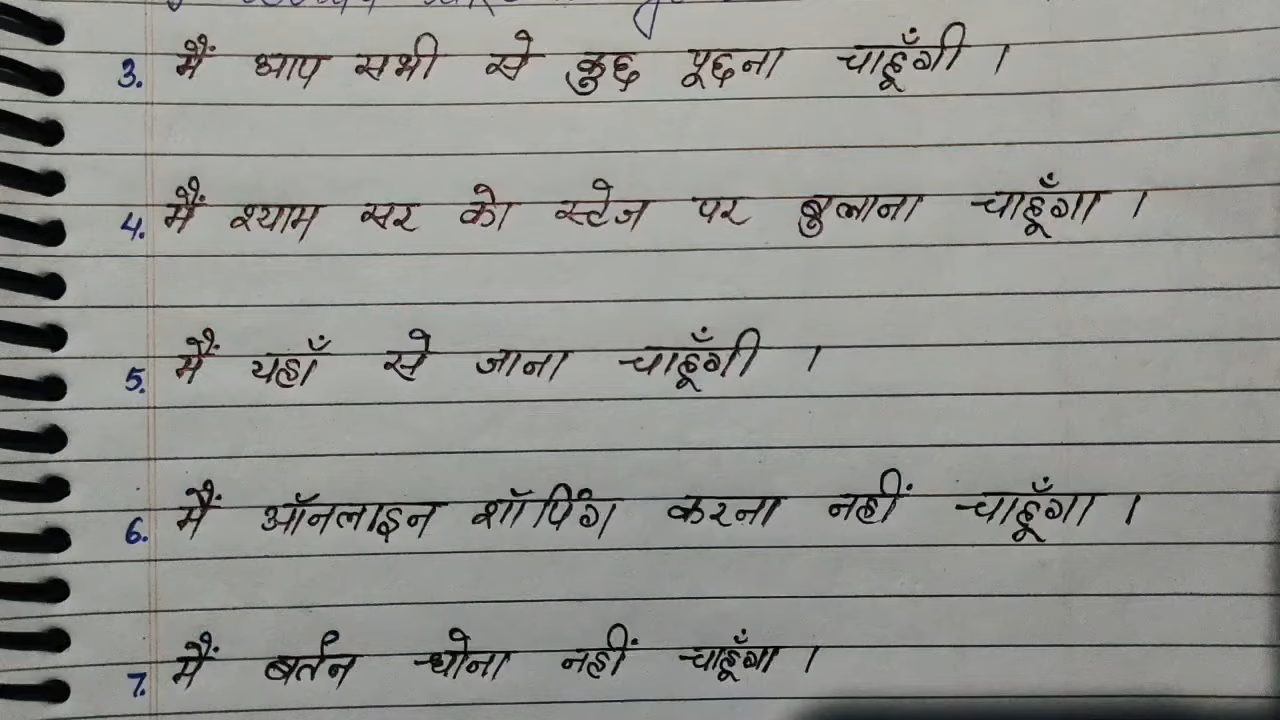 3. मैं आप सभी से कुछ पूछना चाहूँगी ।
4. मैं श्याम सर को स्टेज पर बुलाना चाहूँगा ।
5. मैं यहाँ से जाना चाहूँगी ।
6. मैं ऑनलाइन शॉपिंग करना नहीं चाहूँगा ।
7. मैं बर्तन धोना नहीं चाहूँगा ।